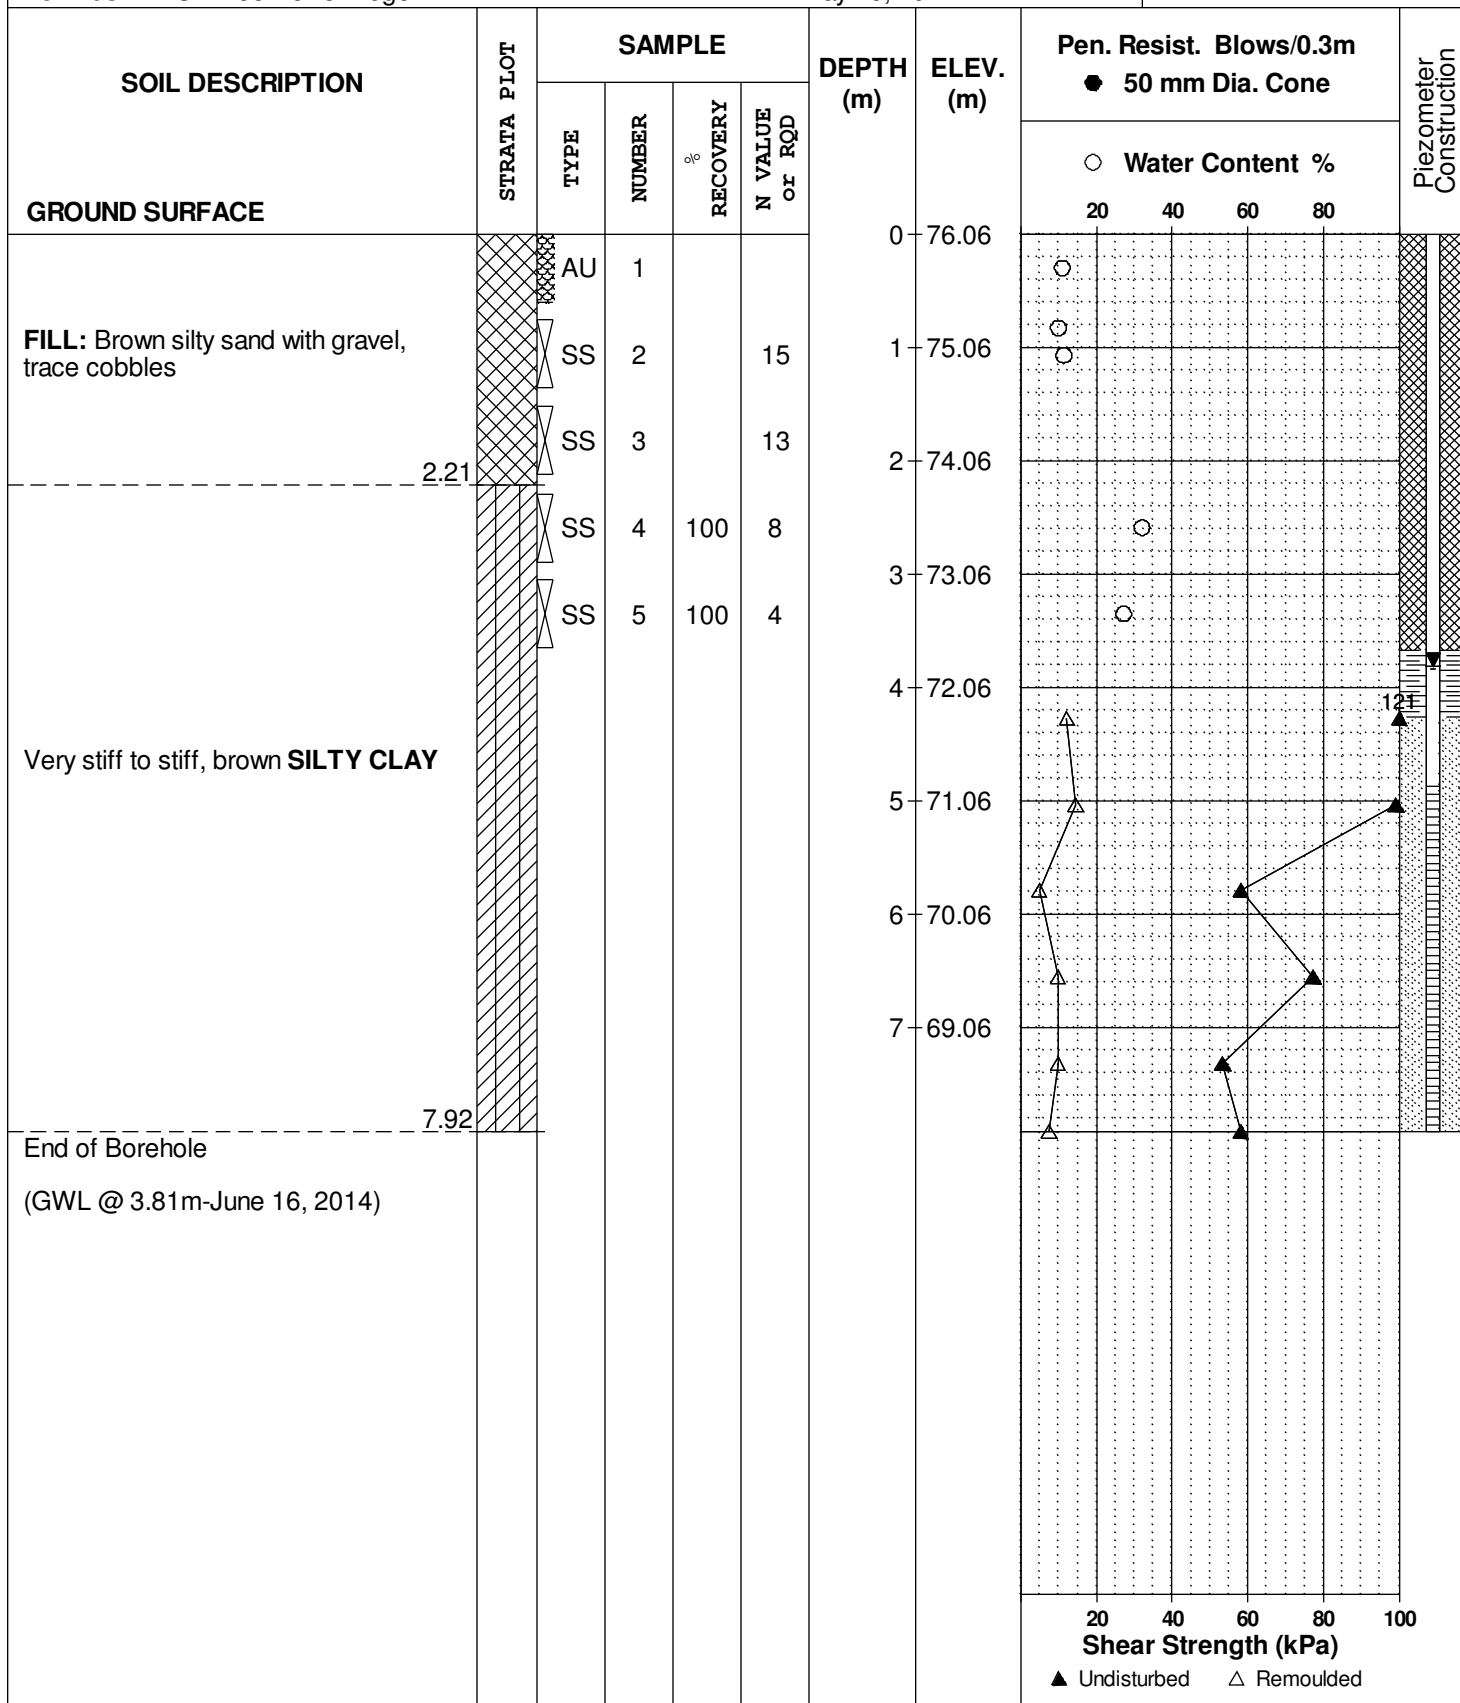 SOIL DESCRIPTION
GROUND SURFACE
STRATA PLOT
SAMPLE
TYPE
NUMBER
%
RECOVERY
N VALUE
or RQD
DEPTH
(m)
ELEV.
(m)
Pen. Resist. Blows/0.3m
● 50 mm Dia. Cone
○ Water Content %
20 40 60 80
Piezometer
Construction
0 76.06
AU 1
FILL: Brown silty sand with gravel,
trace cobbles
SS 2 15
1 75.06
SS 3 13
2 74.06
2.21
SS 4 100 8
3 73.06
SS 5 100 4
4 72.06
121
Very stiff to stiff, brown SILTY CLAY
5 71.06
6 70.06
7 69.06
7.92
End of Borehole
(GWL @ 3.81m-June 16, 2014)
20 40 60 80 100
Shear Strength (kPa)
▲ Undisturbed △ Remoulded